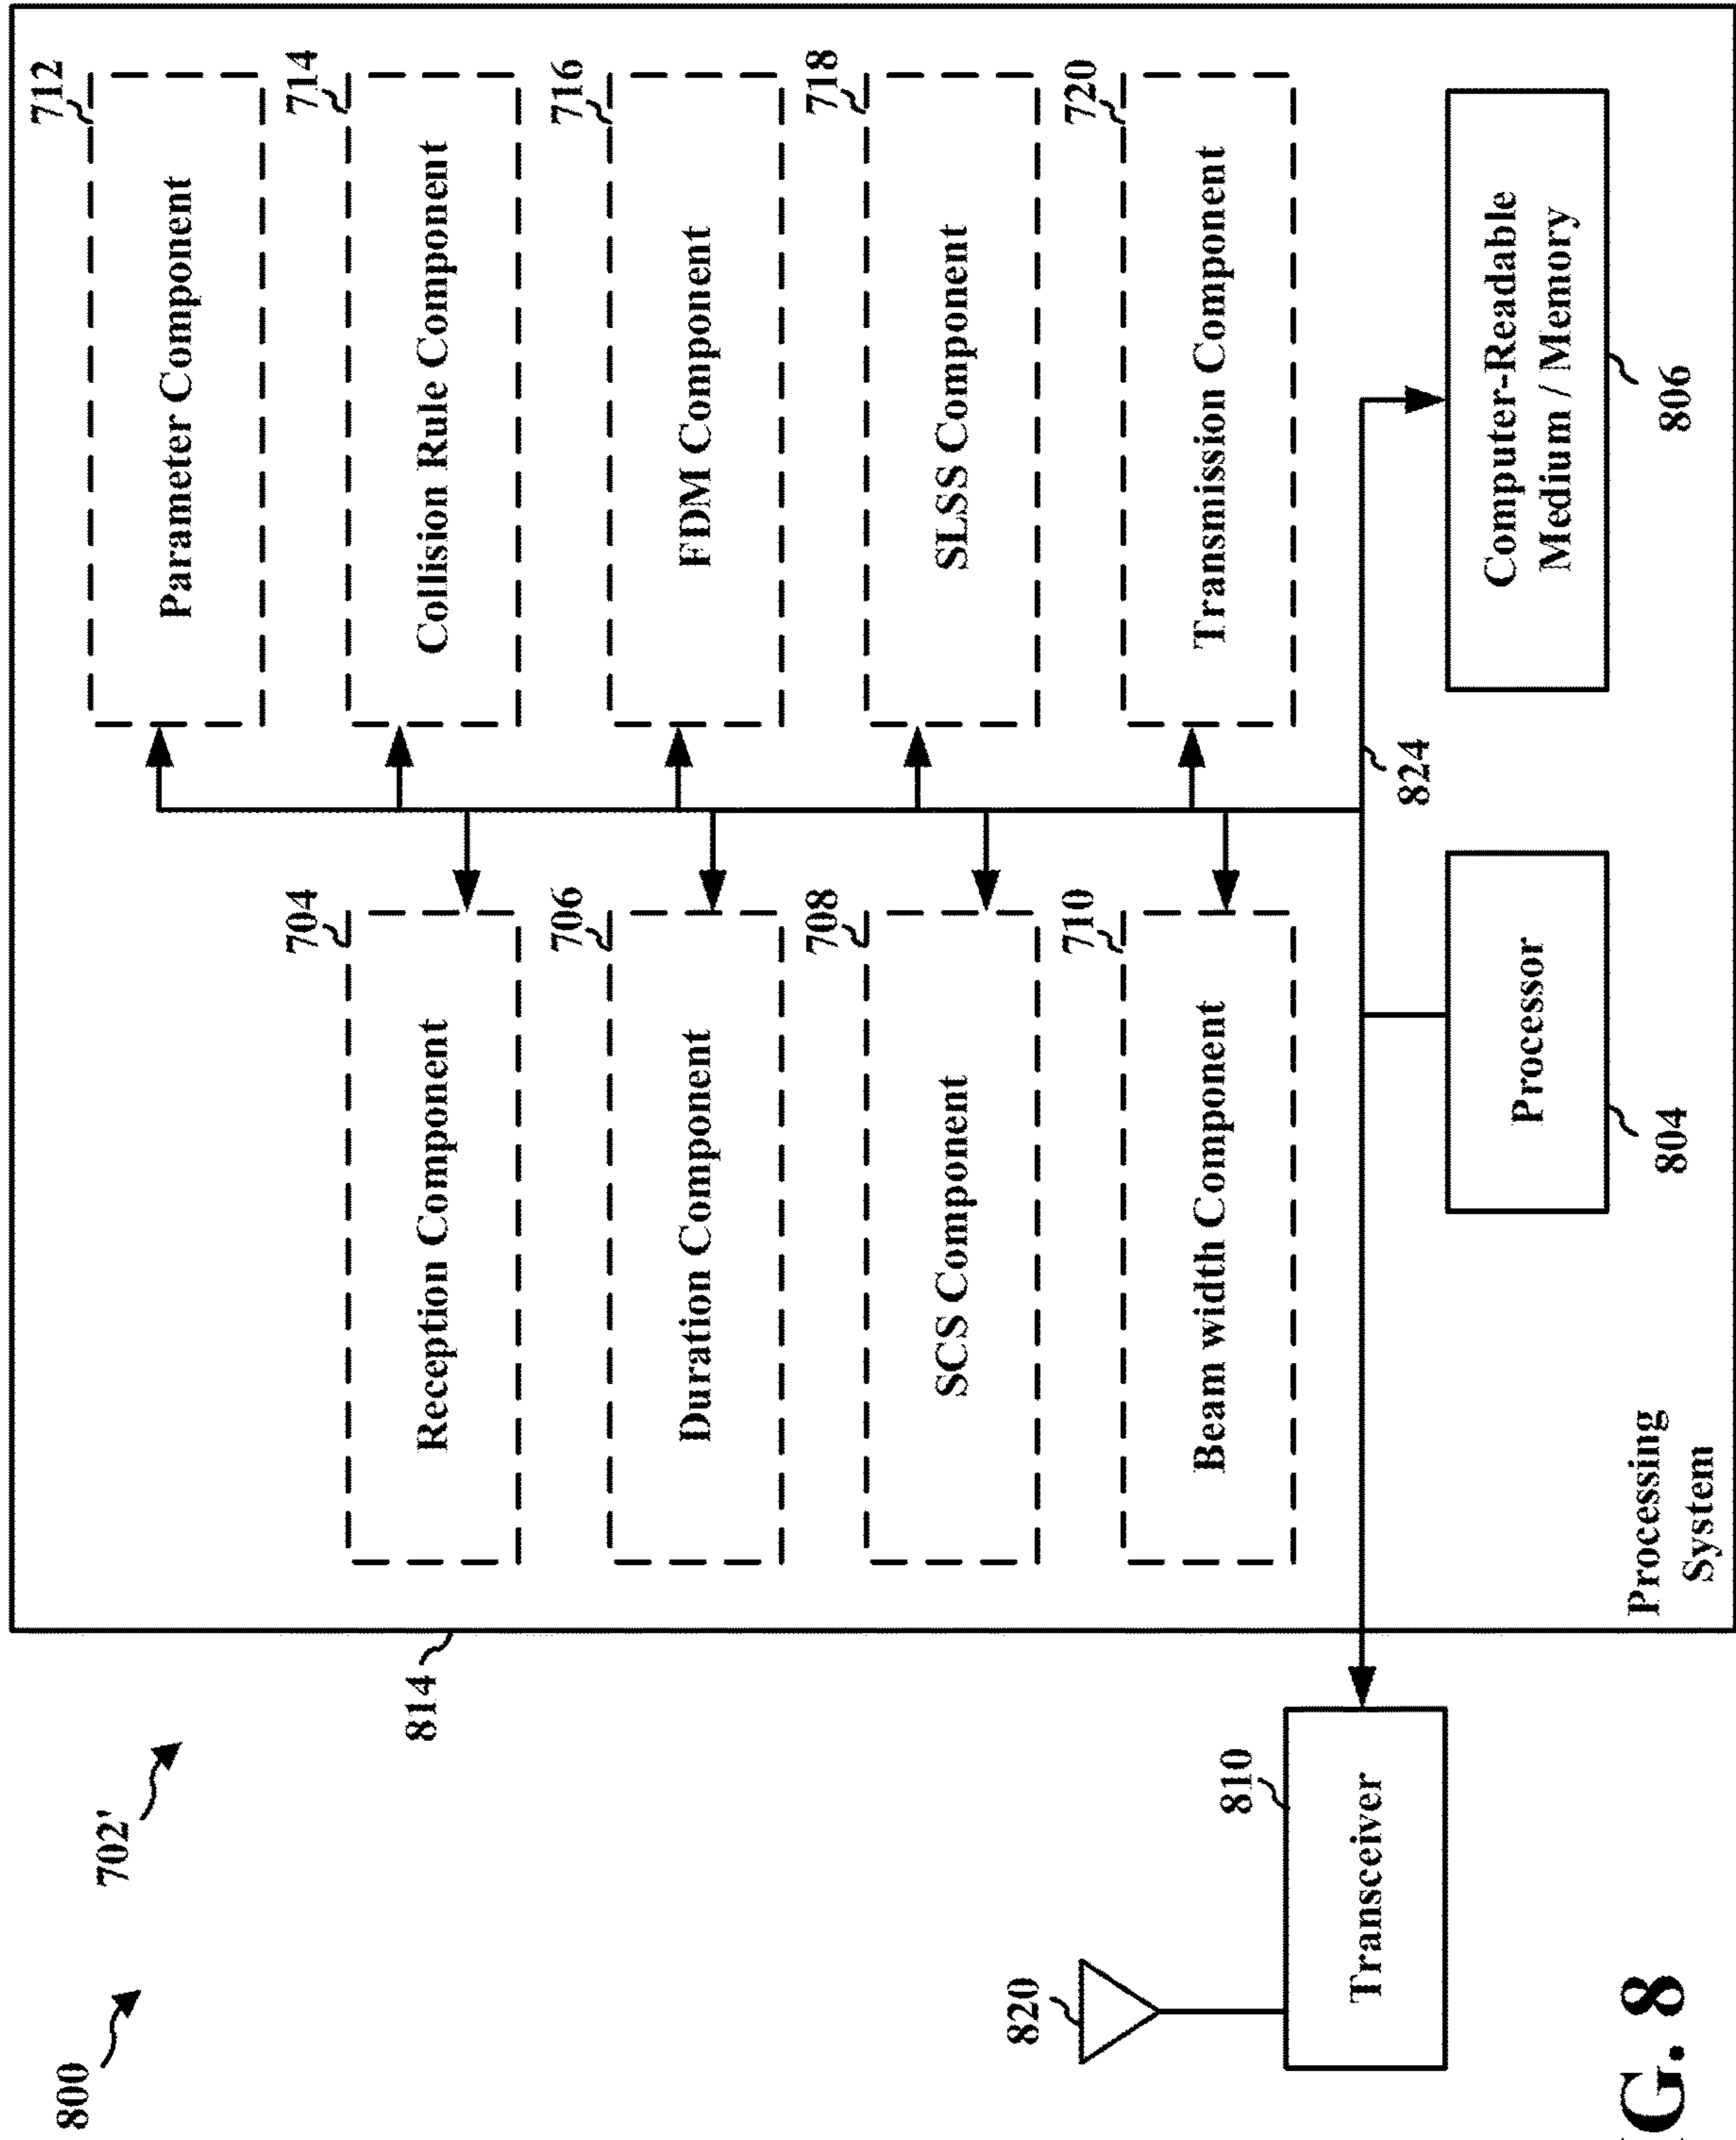 800
702'
814
704
Reception Component
706
Duration Component
708
SCS Component
710
Beam width Component
712
Parameter Component
714
Collision Rule Component
716
FDM Component
718
SLSS Component
720
Transmission Component
824
820
810
Transceiver
Processor
804
Computer-Readable
Medium / Memory
806
Processing
System
G. 8